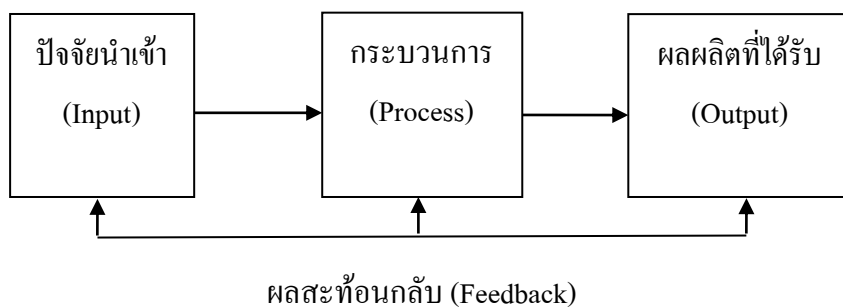 ปัจจัยนำเข้า
(Input)
กระบวนการ
(Process)
ผลผลิตที่ได้รับ
(Output)
ผลสะท้อนกลับ (Feedback)